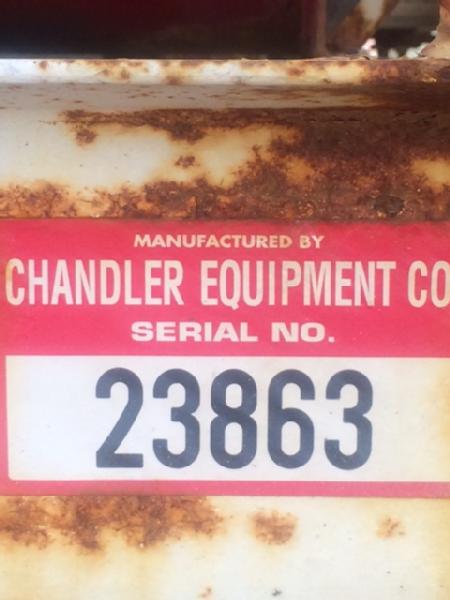 MANUFACTURED BY
CHANDLER EQUIPMENT CO
SERIAL NO.
23863